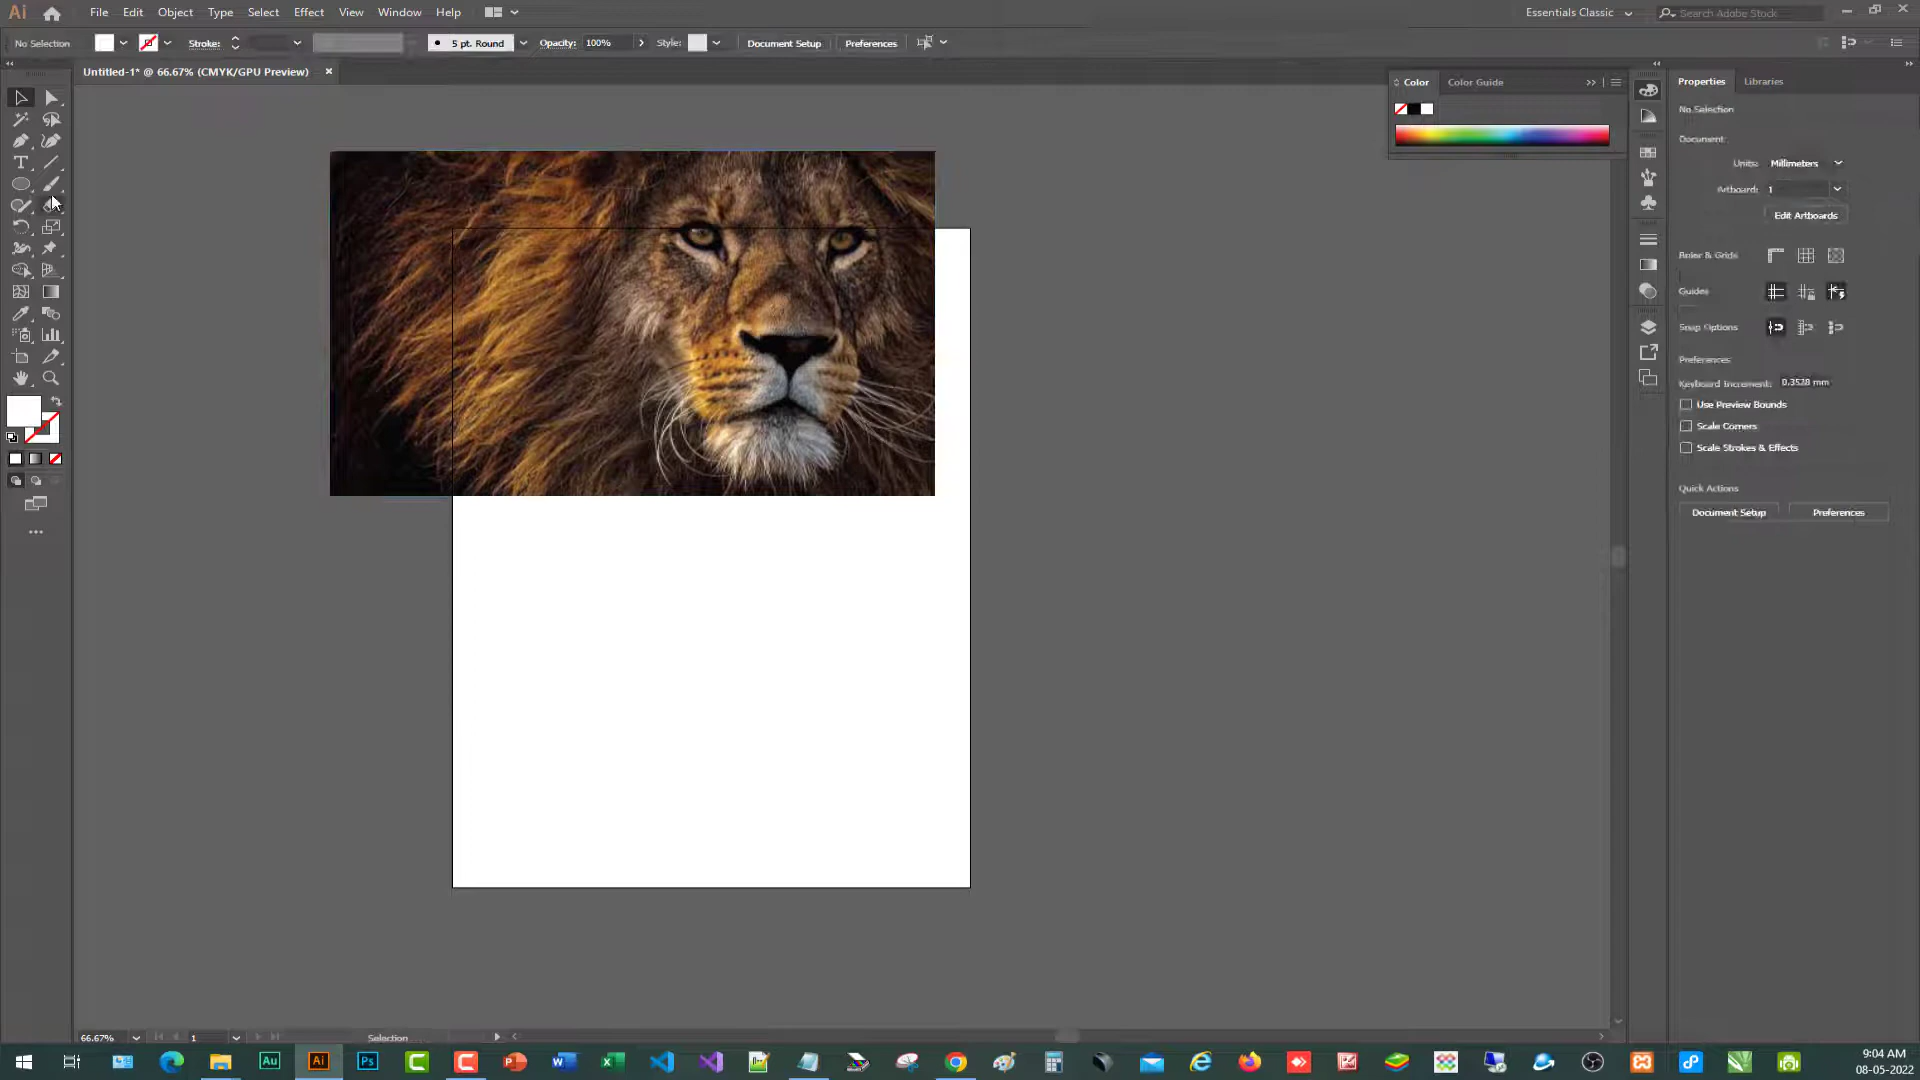 Ai File Edit Object Type Select Effect View Window Help Essentials Classic Search Adobe Stock
No Selection Stroke: 5 pt. Round Opacity: 100% Style: Document Setup Preferences
Untitled-1* @ 66.67% (CMYK/GPU Preview)
Color Color Guide
Properties Libraries
No Selection
Document
Units: Millimeters
Artboard: 1
Edit Artboards
Ruler & Grids
Guides
Snap Options
Preferences
Keyboard Increment: 0.3528 mm
Use Preview Bounds
Scale Corners
Scale Strokes & Effects
Quick Actions
Document Setup Preferences
66.67% 1 Selection
Au Ai Ps
9:04 AM
08-05-2022